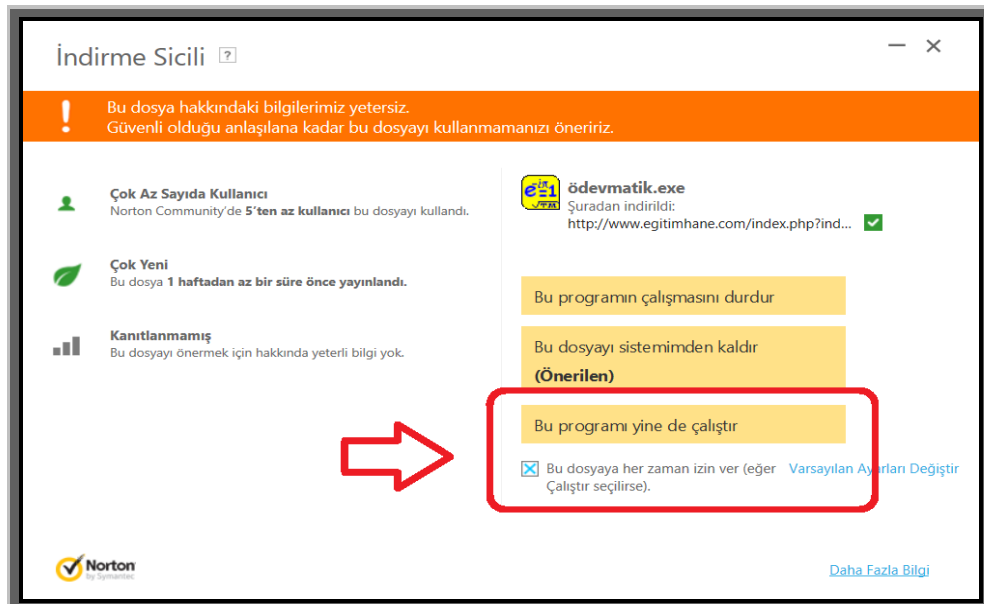 İndirme Sicili ?
Bu dosya hakkındaki bilgilerimiz yetersiz.
Güvenli olduğu anlaşılana kadar bu dosyayı kullanmamanızı öneririz.
Çok Az Sayıda Kullanıcı
Norton Community'de 5'ten az kullanıcı bu dosyayı kullandı.
Çok Yeni
Bu dosya 1 haftadan az bir süre önce yayınlandı.
Kanıtlanmamış
Bu dosyayı önermek için hakkında yeterli bilgi yok.
ödevmatik.exe
Şuradan indirildi:
http://www.egitimhane.com/index.php?ind...
Bu programın çalışmasını durdur
Bu dosyayı sistemimden kaldır
(Önerilen)
Bu programı yine de çalıştır
Bu dosyaya her zaman izin ver (eğer Varsayılan Ayarları Değiştir
Çalıştır seçilirse).
Norton
by Symantec
Daha Fazla Bilgi